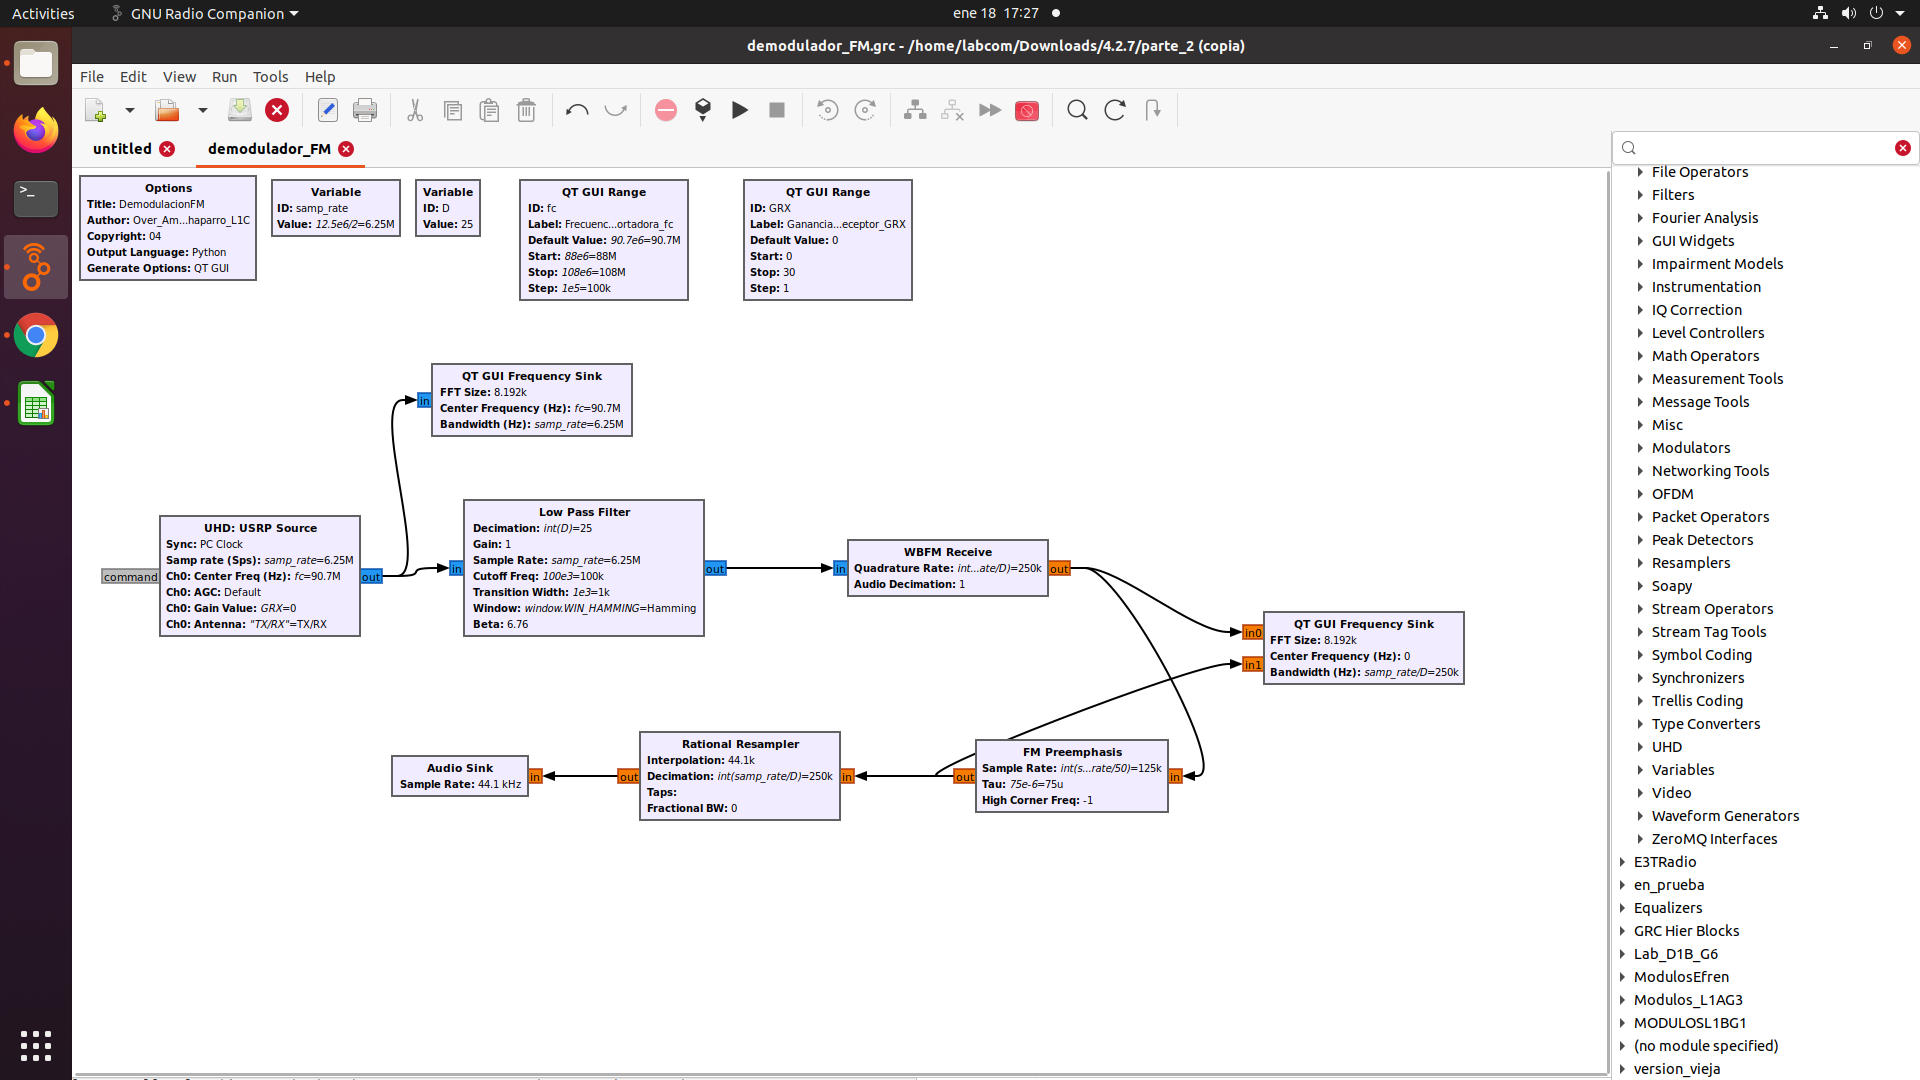 Activities
GNU Radio Companion
ene 18 17:27
demodulador_FM.grc - /home/labcom/Downloads/4.2.7/parte_2 (copia)
File Edit View Run Tools Help
untitled
demodulador_FM
Options
Title: DemodulacionFM
Author: Over_Am...haparro_L1C
Copyright: 04
Output Language: Python
Generate Options: QT GUI
Variable
ID: samp_rate
Value: 12.5e6/2=6.25M
Variable
ID: D
Value: 25
QT GUI Range
ID: fc
Label: Frecuenc...ortadora_fc
Default Value: 90.7e6=90.7M
Start: 88e6=88M
Stop: 108e6=108M
Step: 1e5=100k
QT GUI Range
ID: GRX
Label: Ganancia...eceptor_GRX
Default Value: 0
Start: 0
Stop: 30
Step: 1
QT GUI Frequency Sink
FFT Size: 8.192k
Center Frequency (Hz): fc=90.7M
Bandwidth (Hz): samp_rate=6.25M
in
UHD: USRP Source
Sync: PC Clock
Samp rate (Sps): samp_rate=6.25M
Ch0: Center Freq (Hz): fc=90.7M
Ch0: AGC: Default
Ch0: Gain Value: GRX=0
Ch0: Antenna: "TX/RX"=TX/RX
command
out
Low Pass Filter
Decimation: int(D)=25
Gain: 1
Sample Rate: samp_rate=6.25M
Cutoff Freq: 100e3=100k
Transition Width: 1e3=1k
Window: window.WIN_HAMMING=Hamming
Beta: 6.76
in
out
WBFM Receive
Quadrature Rate: int...ate/D)=250k
Audio Decimation: 1
in
out
QT GUI Frequency Sink
FFT Size: 8.192k
Center Frequency (Hz): 0
Bandwidth (Hz): samp_rate/D=250k
in0
in1
Audio Sink
Sample Rate: 44.1 kHz
in
Rational Resampler
Interpolation: 44.1k
Decimation: int(samp_rate/D)=250k
Taps:
Fractional BW: 0
out
in
FM Preemphasis
Sample Rate: int(s...rate/50)=125k
Tau: 75e-6=75u
High Corner Freq: -1
out
in
File Operators
Filters
Fourier Analysis
GUI Widgets
Impairment Models
Instrumentation
IQ Correction
Level Controllers
Math Operators
Measurement Tools
Message Tools
Misc
Modulators
Networking Tools
OFDM
Packet Operators
Peak Detectors
Resamplers
Soapy
Stream Operators
Stream Tag Tools
Symbol Coding
Synchronizers
Trellis Coding
Type Converters
UHD
Variables
Video
Waveform Generators
ZeroMQ Interfaces
E3TRadio
en_prueba
Equalizers
GRC Hier Blocks
Lab_D1B_G6
ModulosEfren
Modulos_L1AG3
MODULOSL1BG1
(no module specified)
version_vieja